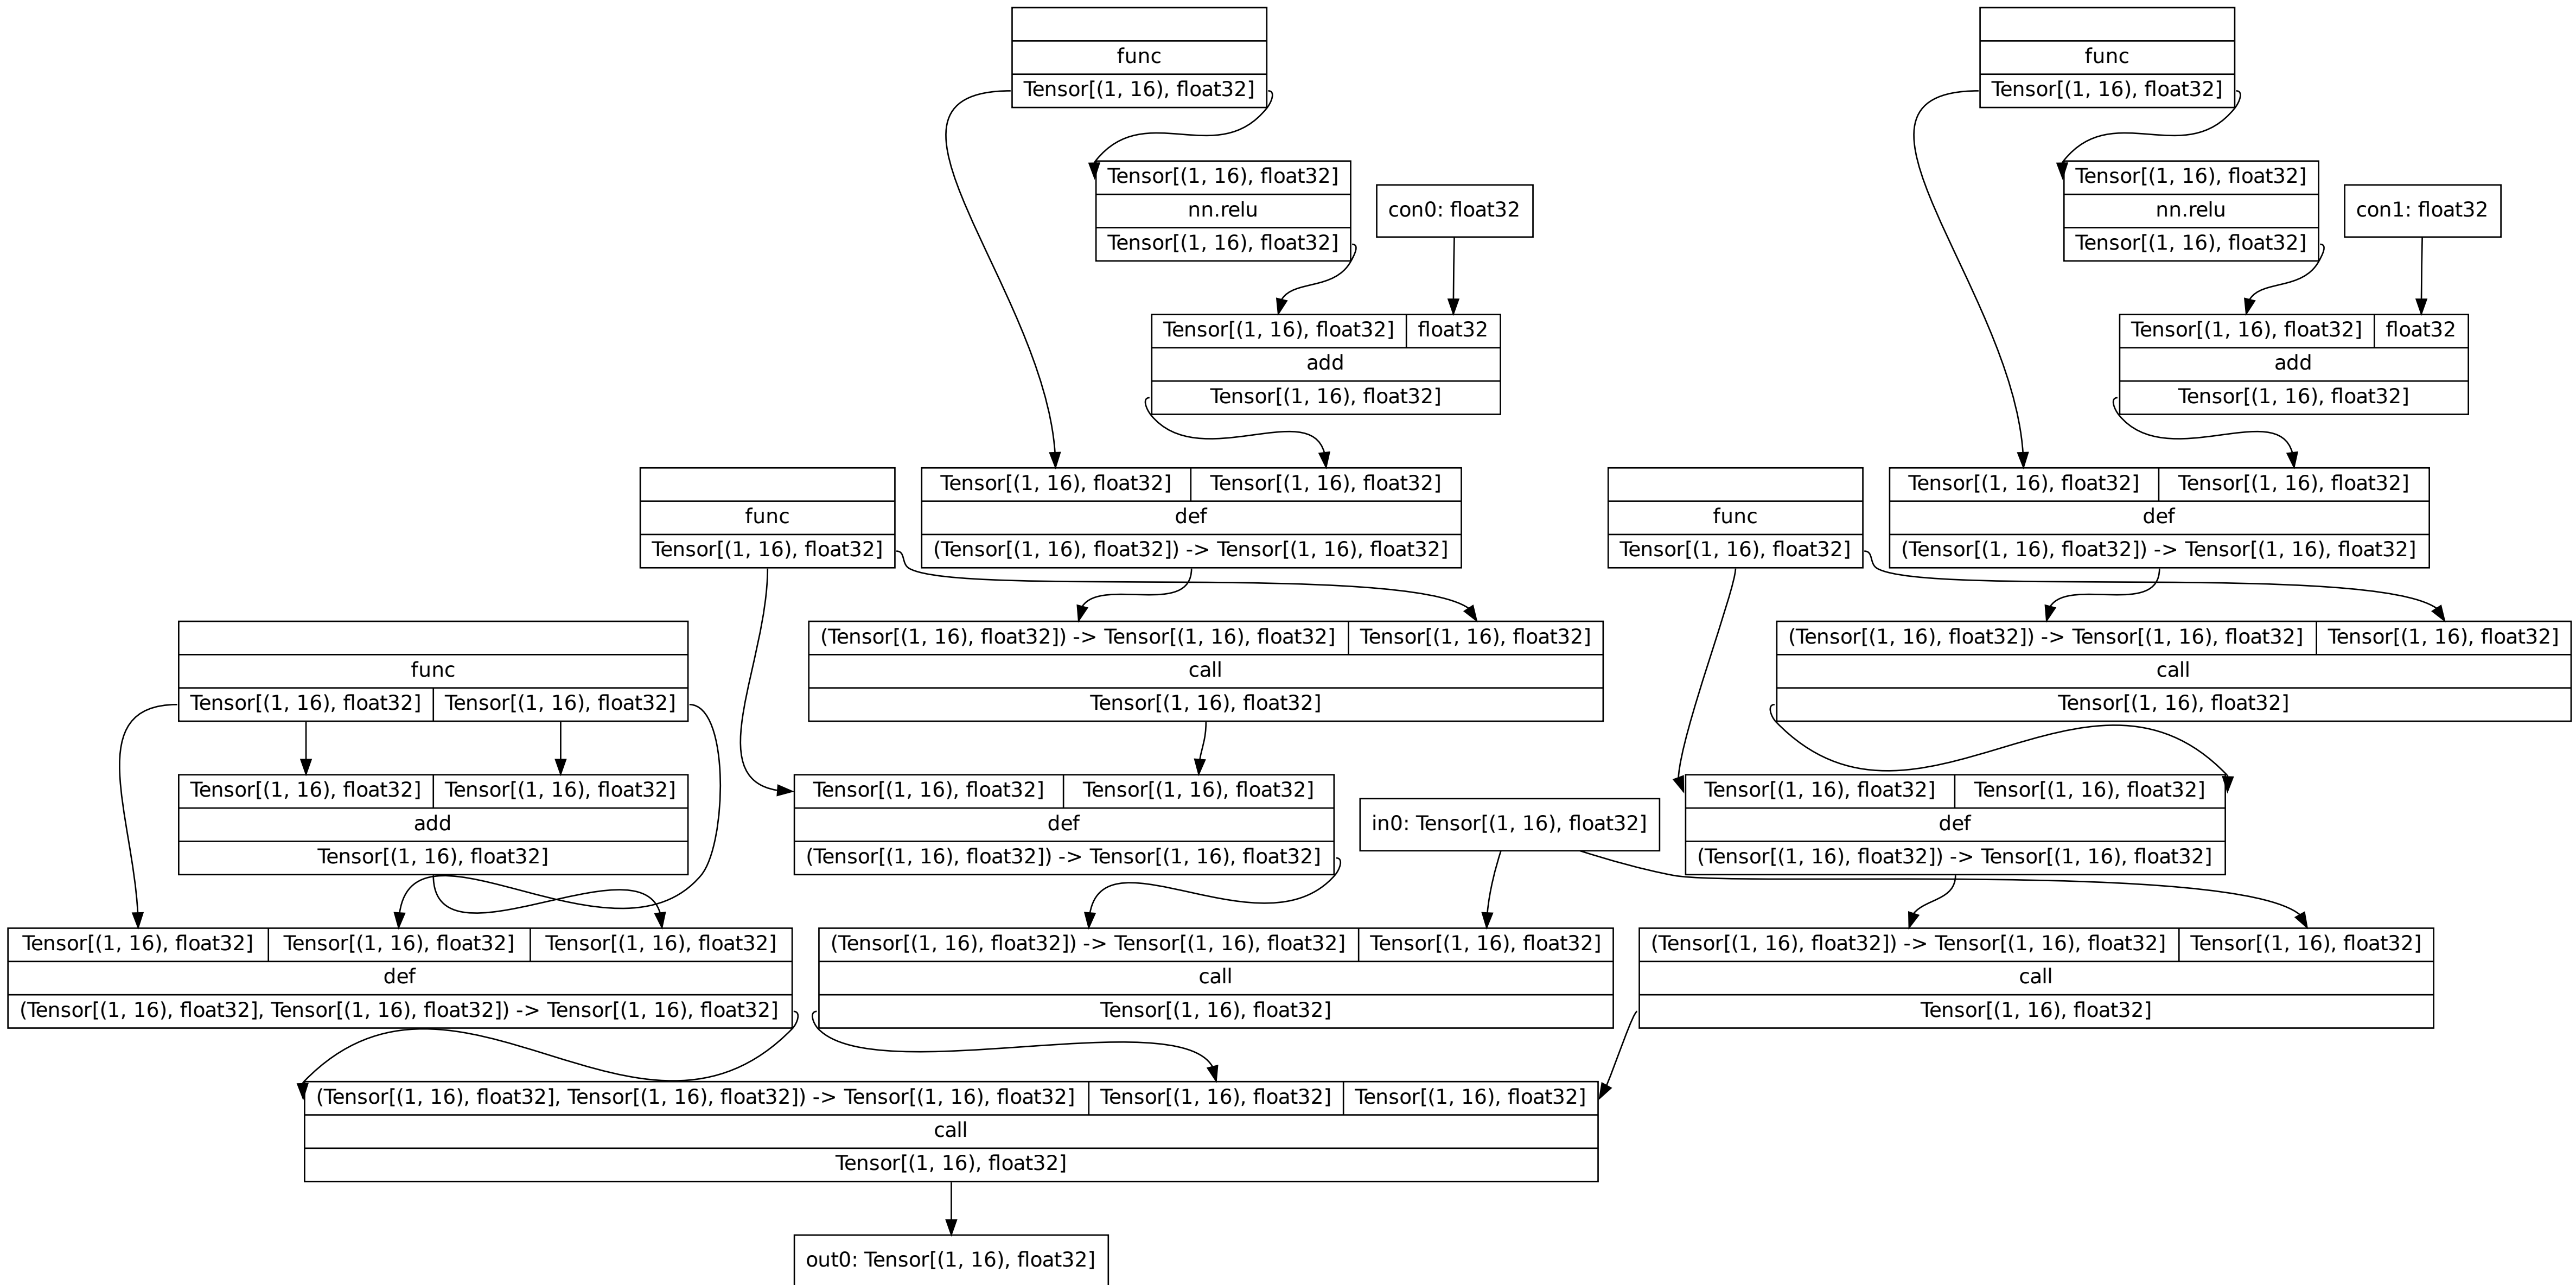 func
func
Tensor[(1, 16), float32]
Tensor[(1, 16), float32]
Tensor[(1, 16), float32]
nn.relu
Tensor[(1, 16), float32]
con0: float32
Tensor[(1, 16), float32]
nn.relu
Tensor[(1, 16), float32]
con1: float32
Tensor[(1, 16), float32] float32
add
Tensor[(1, 16), float32]
Tensor[(1, 16), float32] float32
add
Tensor[(1, 16), float32]
func
Tensor[(1, 16), float32]
Tensor[(1, 16), float32] Tensor[(1, 16), float32]
def
(Tensor[(1, 16), float32]) -> Tensor[(1, 16), float32]
func
Tensor[(1, 16), float32]
Tensor[(1, 16), float32] Tensor[(1, 16), float32]
def
(Tensor[(1, 16), float32]) -> Tensor[(1, 16), float32]
func
Tensor[(1, 16), float32] Tensor[(1, 16), float32]
(Tensor[(1, 16), float32]) -> Tensor[(1, 16), float32] Tensor[(1, 16), float32]
call
Tensor[(1, 16), float32]
(Tensor[(1, 16), float32]) -> Tensor[(1, 16), float32] Tensor[(1, 16), float32]
call
Tensor[(1, 16), float32]
Tensor[(1, 16), float32] Tensor[(1, 16), float32]
add
Tensor[(1, 16), float32]
Tensor[(1, 16), float32] Tensor[(1, 16), float32]
def
(Tensor[(1, 16), float32]) -> Tensor[(1, 16), float32]
in0: Tensor[(1, 16), float32]
Tensor[(1, 16), float32] Tensor[(1, 16), float32]
def
(Tensor[(1, 16), float32]) -> Tensor[(1, 16), float32]
Tensor[(1, 16), float32] Tensor[(1, 16), float32] Tensor[(1, 16), float32]
def
(Tensor[(1, 16), float32], Tensor[(1, 16), float32]) -> Tensor[(1, 16), float32]
(Tensor[(1, 16), float32]) -> Tensor[(1, 16), float32] Tensor[(1, 16), float32]
call
Tensor[(1, 16), float32]
(Tensor[(1, 16), float32]) -> Tensor[(1, 16), float32] Tensor[(1, 16), float32]
call
Tensor[(1, 16), float32]
(Tensor[(1, 16), float32], Tensor[(1, 16), float32]) -> Tensor[(1, 16), float32] Tensor[(1, 16), float32] Tensor[(1, 16), float32]
call
Tensor[(1, 16), float32]
out0: Tensor[(1, 16), float32]